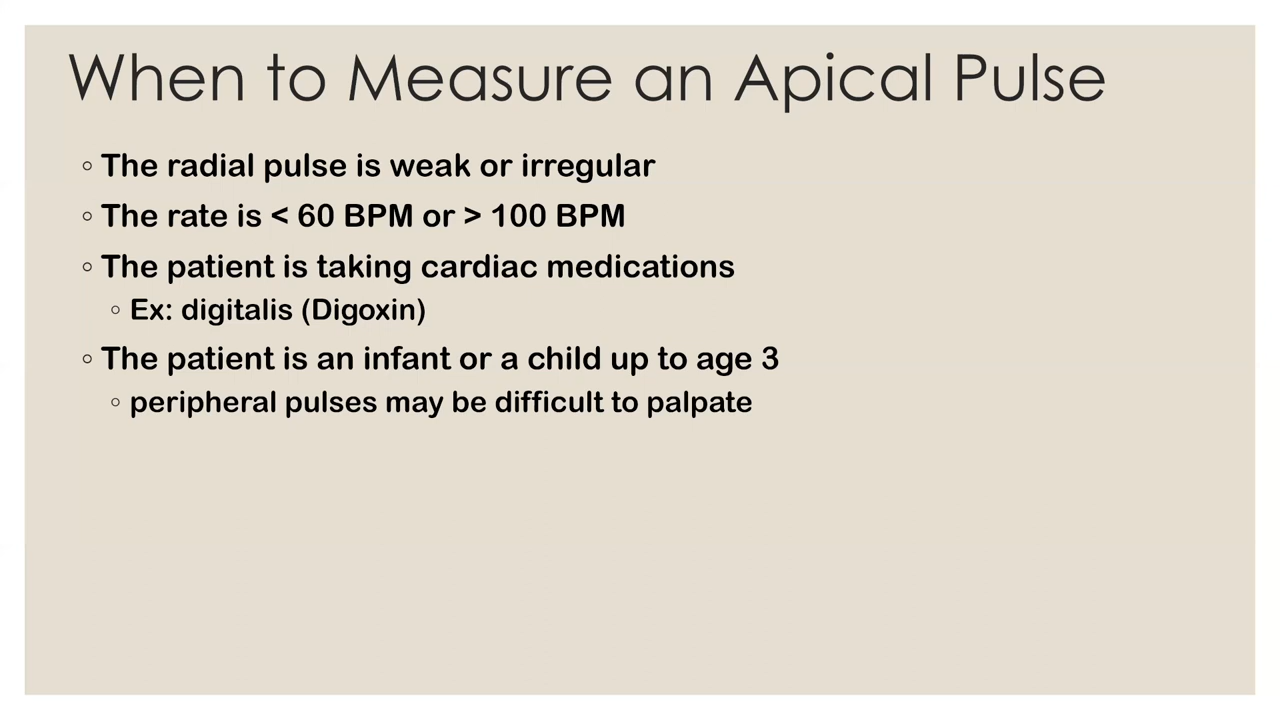 When to Measure an Apical Pulse
◦ The radial pulse is weak or irregular
◦ The rate is < 60 BPM or > 100 BPM
◦ The patient is taking cardiac medications
◦ Ex: digitalis (Digoxin)
◦ The patient is an infant or a child up to age 3
◦ peripheral pulses may be difficult to palpate